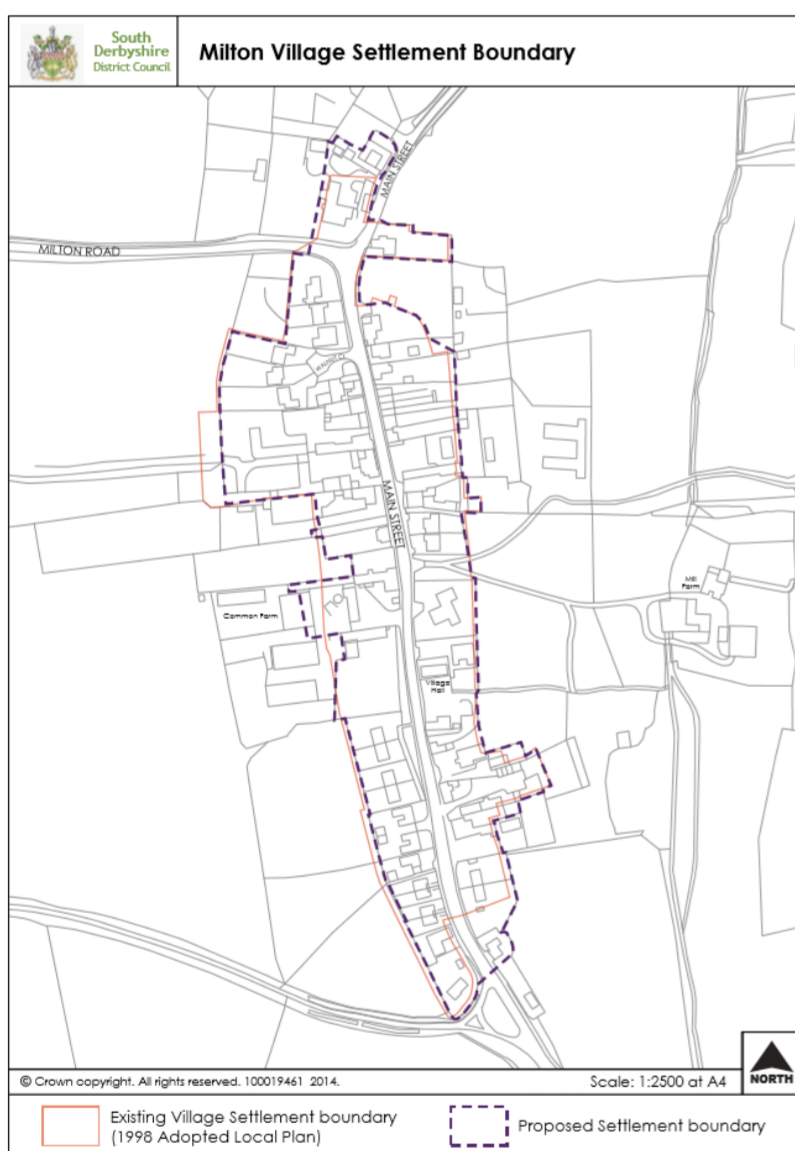 South
Derbyshire
District Council
Milton Village Settlement Boundary
MAIN STREET
MILTON ROAD
MAIN STREET
Mill
Farm
Common Farm
Village
Hall
© Crown copyright. All rights reserved. 100019461 2014.
Scale: 1:2500 at A4
NORTH
Existing Village Settlement boundary
(1998 Adopted Local Plan)
Proposed Settlement boundary